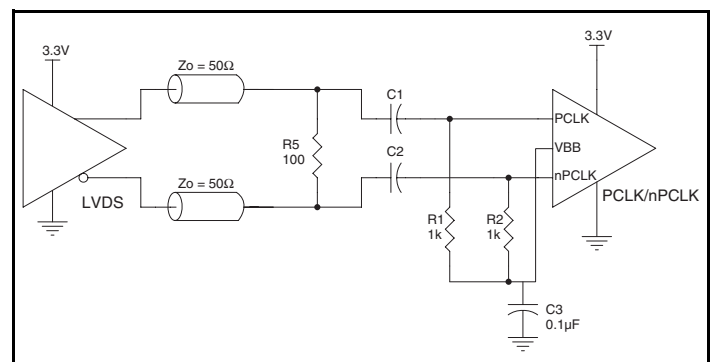 3.3V
3.3V
Zo = 50Ω
C1
PCLK
R5
100
VBB
C2
nPCLK
Zo = 50Ω
LVDS
PCLK/nPCLK
R1
1k
R2
1k
C3
0.1µF